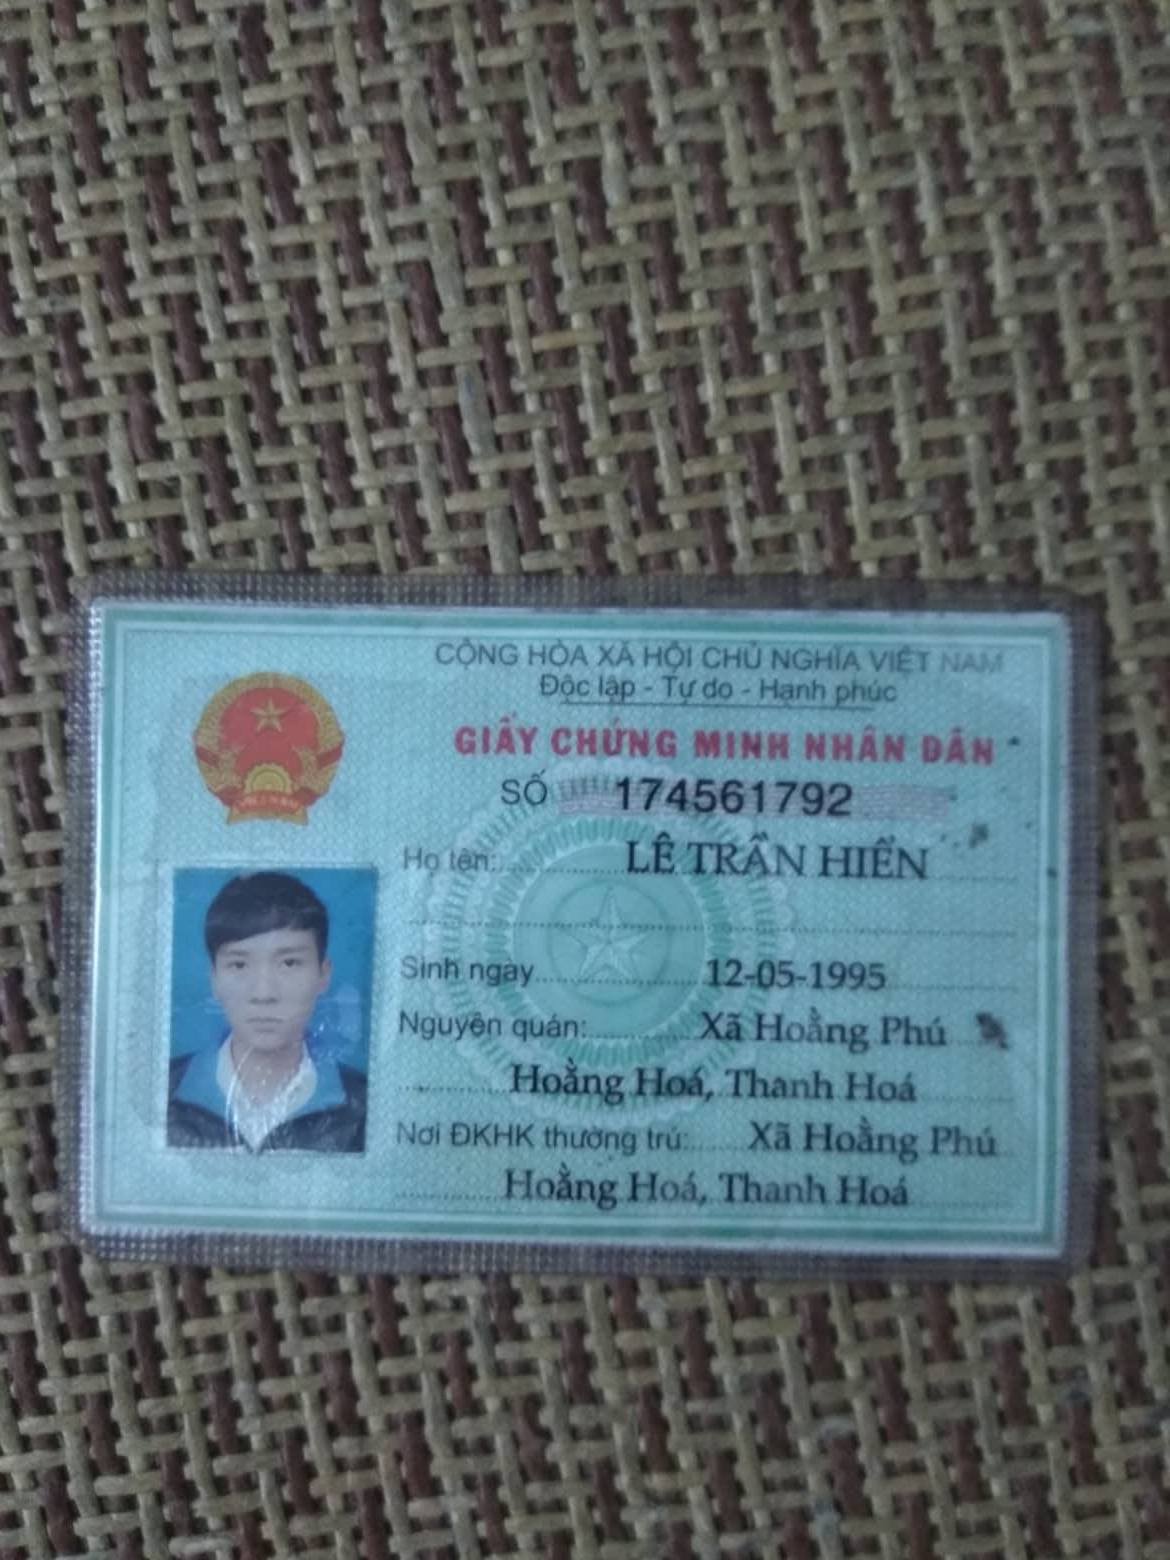 CỘNG HÒA XÃ HỘI CHỦ NGHĨA VIỆT NAM
Độc lập - Tự do - Hạnh phúc
GIẤY CHỨNG MINH NHÂN DÂN
SỐ 174561792
Họ tên: LÊ TRẦN HIỂN
Sinh ngày 12-05-1995
Nguyên quán: Xã Hoằng Phú
Hoằng Hoá, Thanh Hoá
Nơi ĐKHK thường trú: Xã Hoằng Phú
Hoằng Hoá, Thanh Hoá